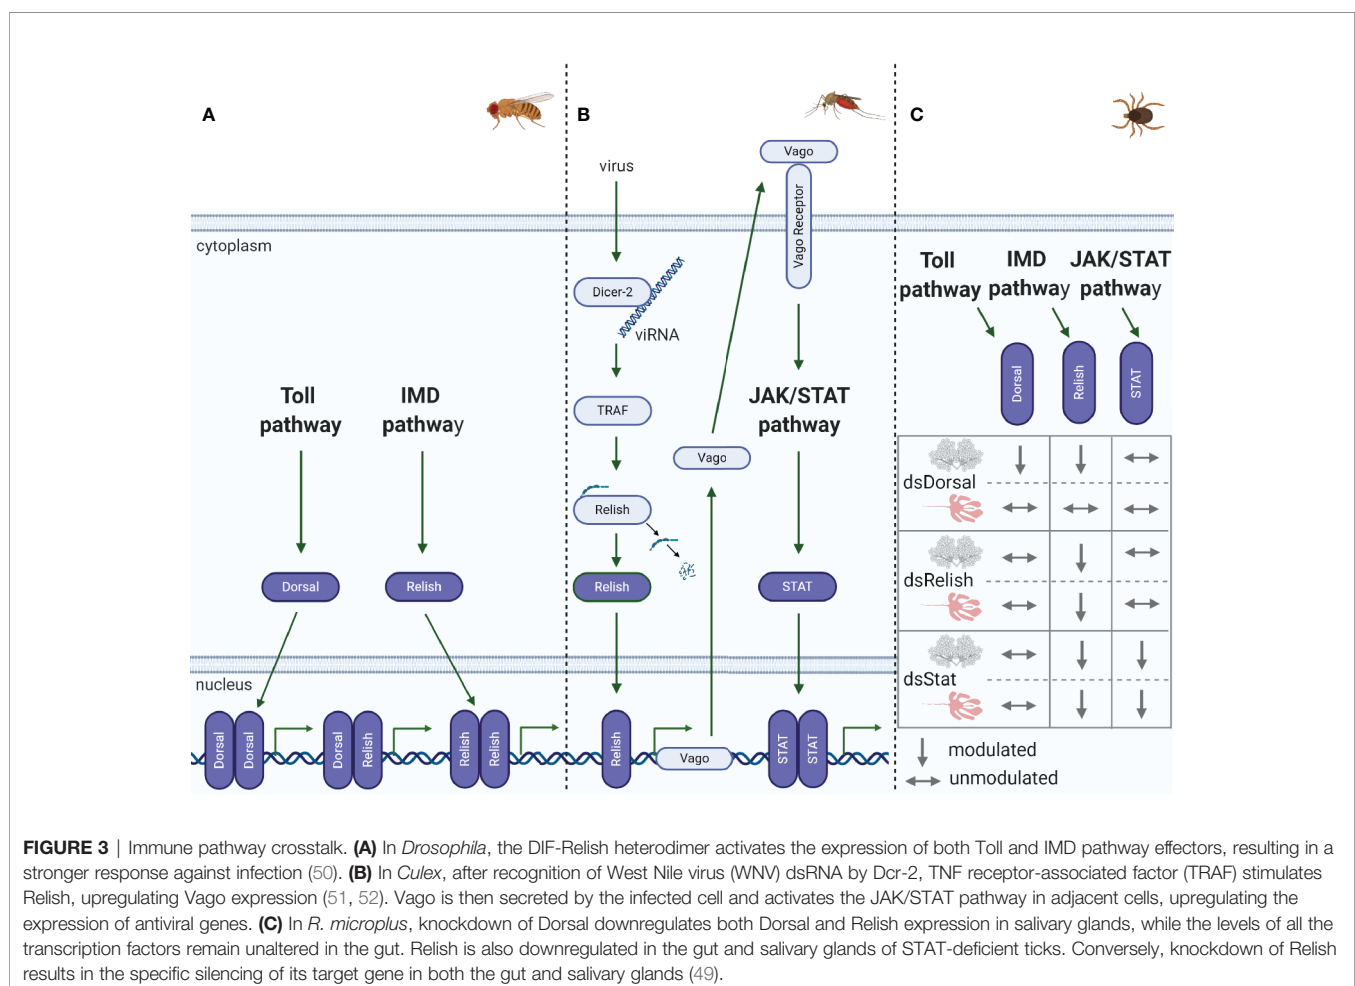 A
B
C
virus
Vago
Vago Receptor
cytoplasm
Dicer-2
viRNA
TRAF
Relish
Relish
Vago
Toll
pathway
IMD
pathway
JAK/STAT
pathway
Dorsal
Relish
STAT
nucleus
Dorsal
Dorsal
Dorsal
Relish
Relish
Relish
Relish
Vago
STAT
STAT
Toll
pathway
IMD
pathway
JAK/STAT
pathway
Dorsal
Relish
STAT
dsDorsal
dsRelish
dsStat
modulated
unmodulated
FIGURE 3 | Immune pathway crosstalk. (A) In Drosophila, the DIF-Relish heterodimer activates the expression of both Toll and IMD pathway effectors, resulting in a
stronger response against infection (50). (B) In Culex, after recognition of West Nile virus (WNV) dsRNA by Dcr-2, TNF receptor-associated factor (TRAF) stimulates
Relish, upregulating Vago expression (51, 52). Vago is then secreted by the infected cell and activates the JAK/STAT pathway in adjacent cells, upregulating the
expression of antiviral genes. (C) In R. microplus, knockdown of Dorsal downregulates both Dorsal and Relish expression in salivary glands, while the levels of all the
transcription factors remain unaltered in the gut. Relish is also downregulated in the gut and salivary glands of STAT-deficient ticks. Conversely, knockdown of Relish
results in the specific silencing of its target gene in both the gut and salivary glands (49).